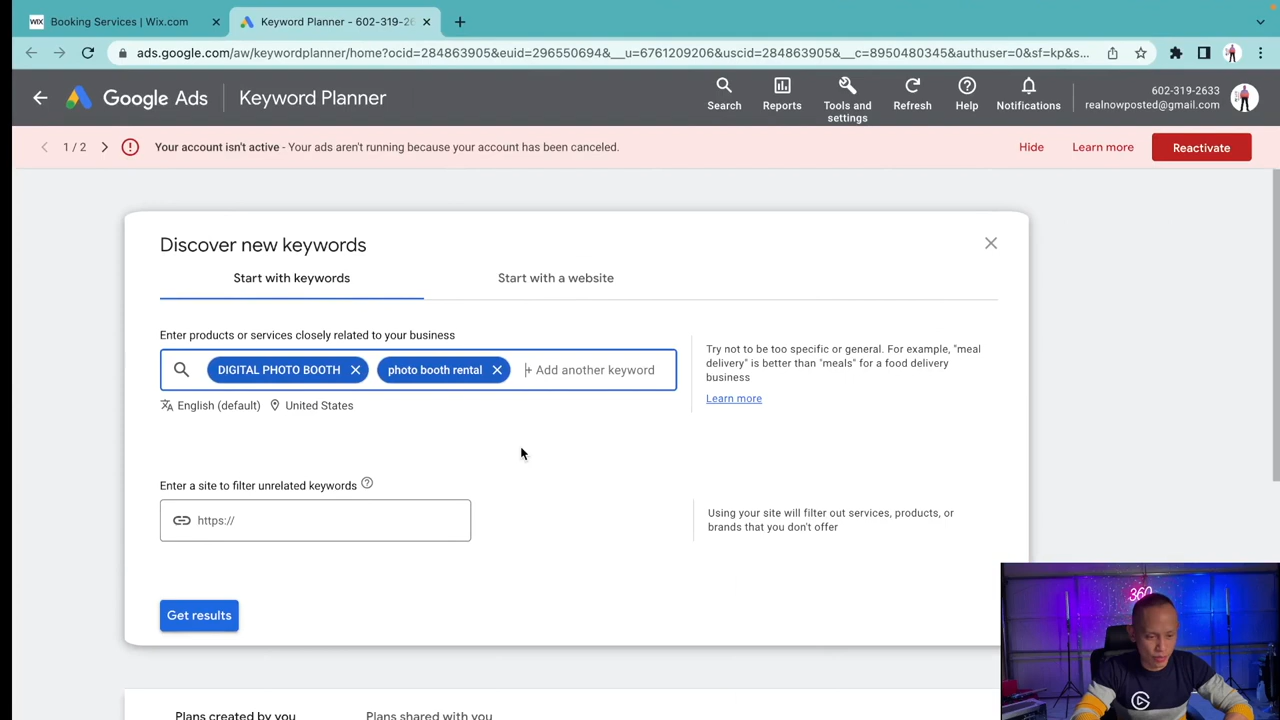 WIX Booking Services | Wix.com
Keyword Planner - 602-319-26
ads.google.com/aw/keywordplanner/home?ocid=284863905&euid=296550694&__u=6761209206&uscid=284863905&__c=8950480345&authuser=0&sf=kp&s...
Google Ads
Keyword Planner
Search
Reports
Tools and
settings
Refresh
Help
Notifications
602-319-2633
realnowposted@gmail.com
1 / 2
Your account isn't active - Your ads aren't running because your account has been canceled.
Hide
Learn more
Reactivate
Discover new keywords
Start with keywords
Start with a website
Enter products or services closely related to your business
DIGITAL PHOTO BOOTH
photo booth rental
+ Add another keyword
English (default)
United States
Try not to be too specific or general. For example, "meal
delivery" is better than "meals" for a food delivery
business
Learn more
Enter a site to filter unrelated keywords
https://
Using your site will filter out services, products, or
brands that you don't offer
Get results
360
Plans created by you
Plans shared with you